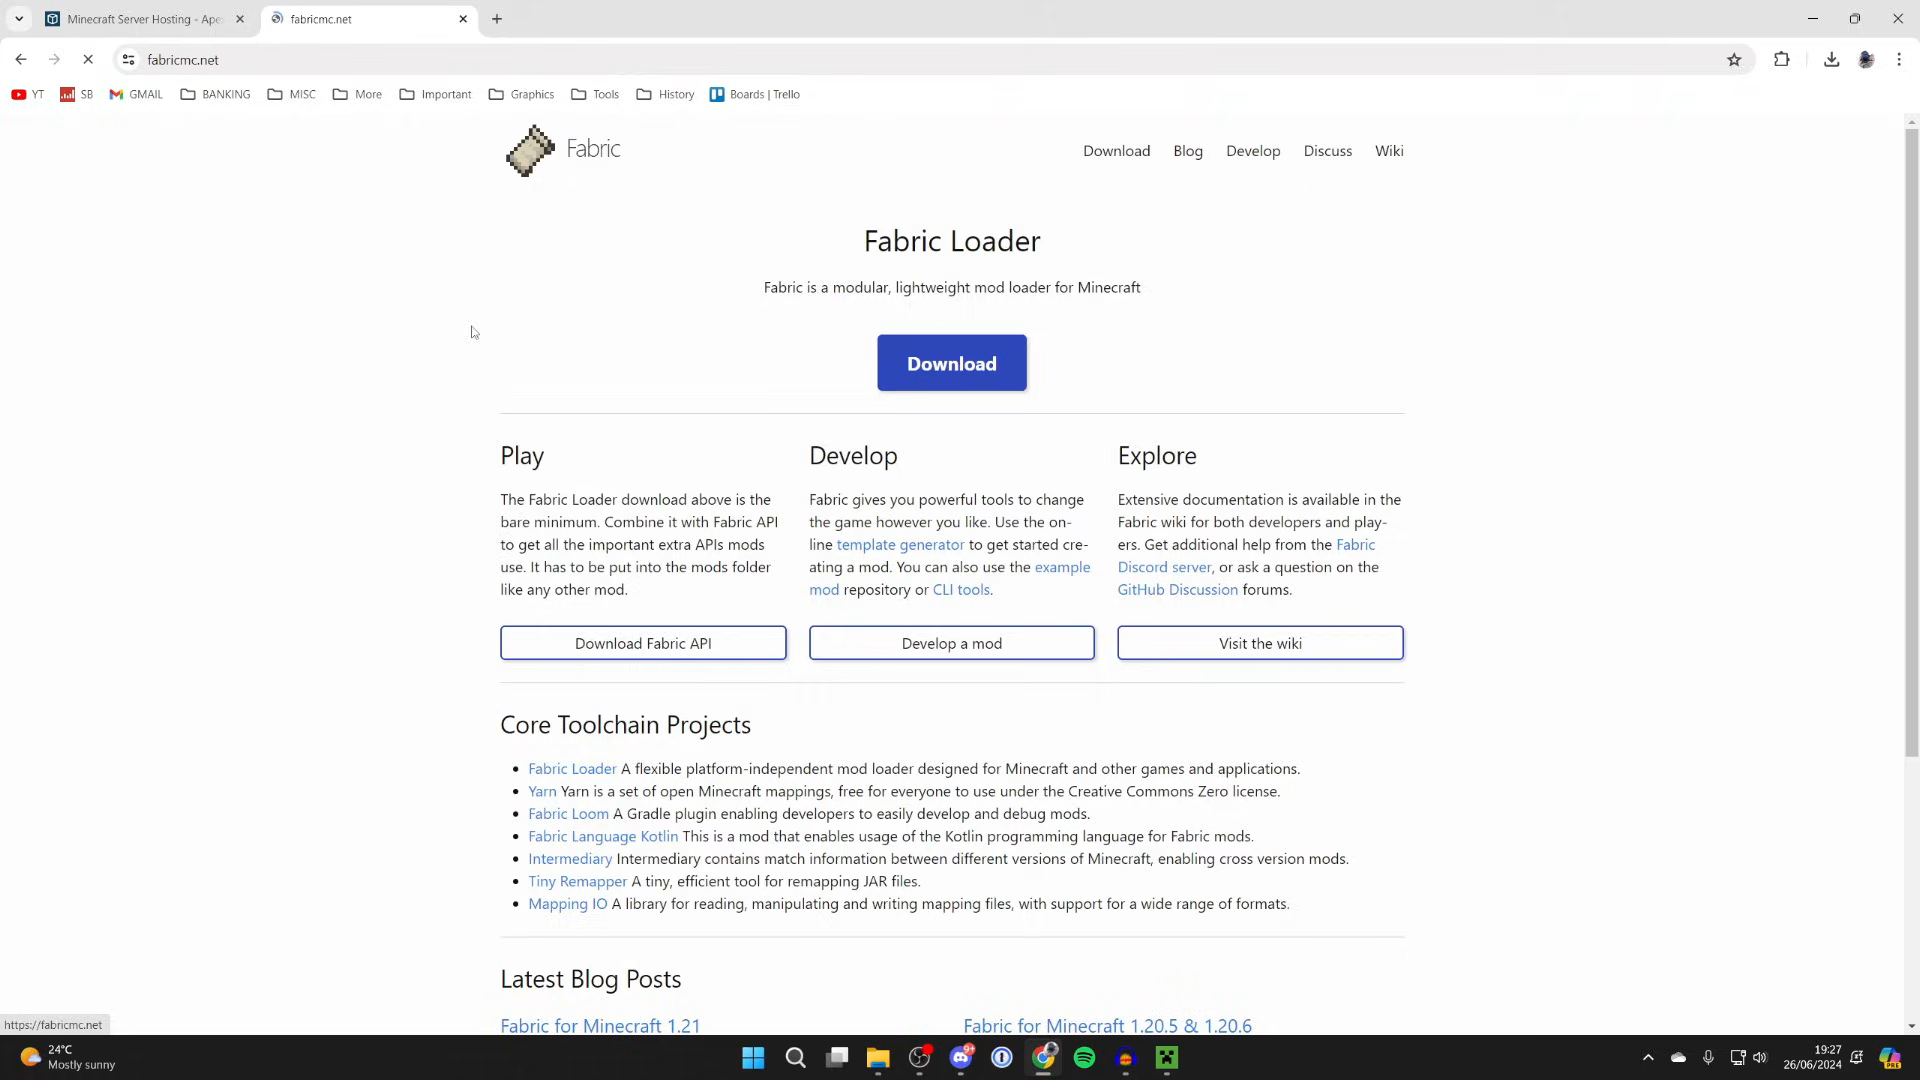 Minecraft Server Hosting - Ape
fabricmc.net
fabricmc.net
YT
SB
GMAIL
BANKING
MISC
More
Important
Graphics
Tools
History
Boards | Trello
Fabric
Download
Blog
Develop
Discuss
Wiki
Fabric Loader
Fabric is a modular, lightweight mod loader for Minecraft
Download
Play
The Fabric Loader download above is the
bare minimum. Combine it with Fabric API
to get all the important extra APIs mods
use. It has to be put into the mods folder
like any other mod.
Download Fabric API
Develop
Fabric gives you powerful tools to change
the game however you like. Use the on-
line template generator to get started cre-
ating a mod. You can also use the example
mod repository or CLI tools.
Develop a mod
Explore
Extensive documentation is available in the
Fabric wiki for both developers and play-
ers. Get additional help from the Fabric
Discord server, or ask a question on the
GitHub Discussion forums.
Visit the wiki
Core Toolchain Projects
Fabric Loader A flexible platform-independent mod loader designed for Minecraft and other games and applications.
Yarn Yarn is a set of open Minecraft mappings, free for everyone to use under the Creative Commons Zero license.
Fabric Loom A Gradle plugin enabling developers to easily develop and debug mods.
Fabric Language Kotlin This is a mod that enables usage of the Kotlin programming language for Fabric mods.
Intermediary Intermediary contains match information between different versions of Minecraft, enabling cross version mods.
Tiny Remapper A tiny, efficient tool for remapping JAR files.
Mapping IO A library for reading, manipulating and writing mapping files, with support for a wide range of formats.
Latest Blog Posts
Fabric for Minecraft 1.21
Fabric for Minecraft 1.20.5 & 1.20.6
https://fabricmc.net
24°C
Mostly sunny
9+
19:27
26/06/2024
PRE